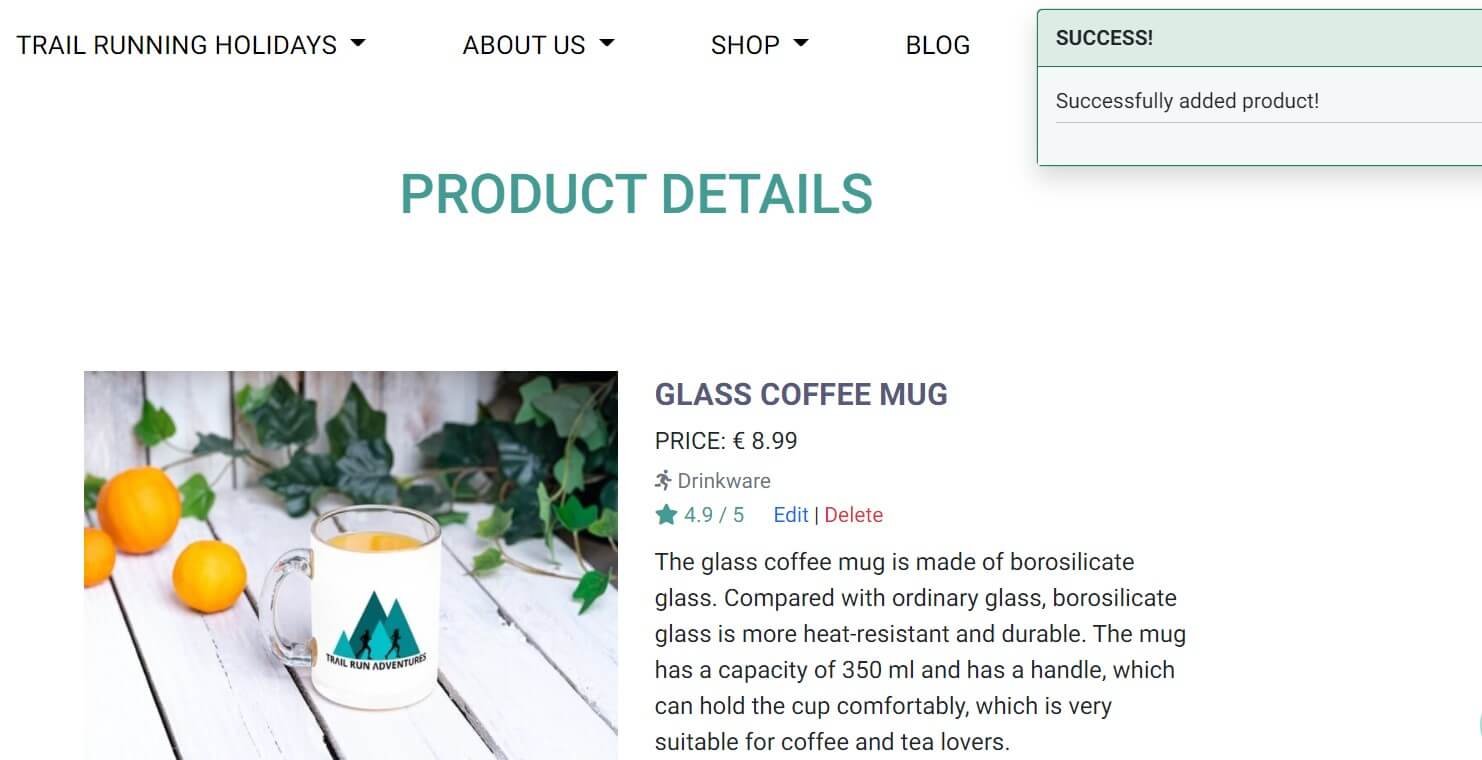 TRAIL RUNNING HOLIDAYS ABOUT US SHOP BLOG
SUCCESS!
Successfully added product!
PRODUCT DETAILS
GLASS COFFEE MUG
PRICE: € 8.99
Drinkware
4.9 / 5 Edit | Delete
The glass coffee mug is made of borosilicate
glass. Compared with ordinary glass, borosilicate
glass is more heat-resistant and durable. The mug
has a capacity of 350 ml and has a handle, which
can hold the cup comfortably, which is very
suitable for coffee and tea lovers.
TRAIL RUN ADVENTURES